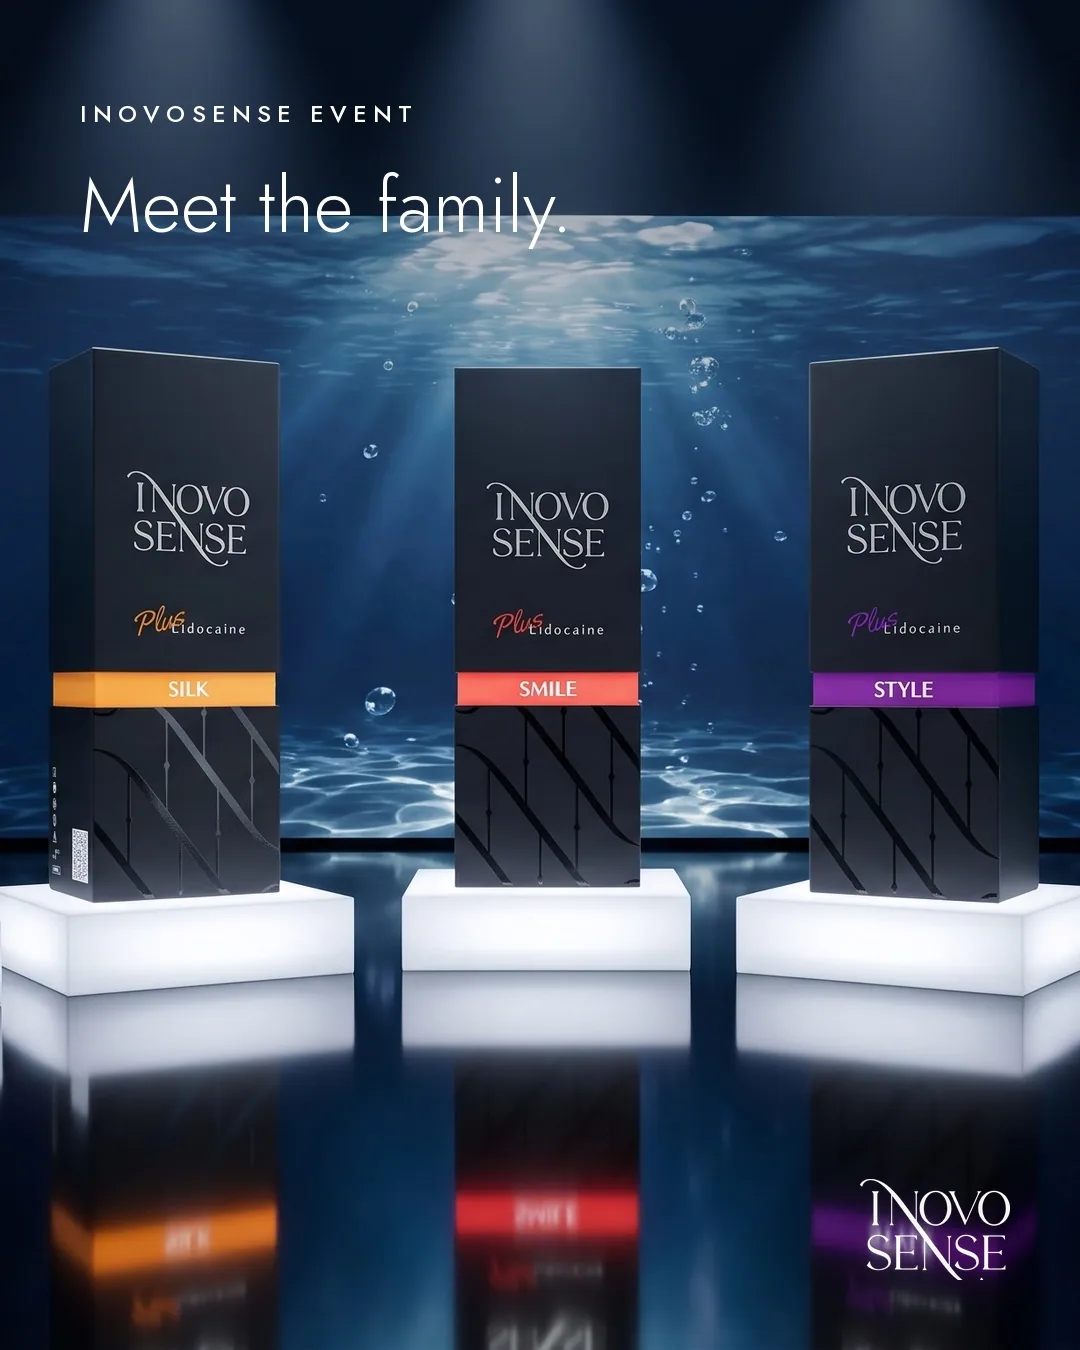 INOVOSENSE EVENT
Meet the family.
INOVO
SENSE
Plus Lidocaine
SILK
INOVO
SENSE
Plus Lidocaine
SMILE
INOVO
SENSE
Plus Lidocaine
STYLE
INOVO
SENSE